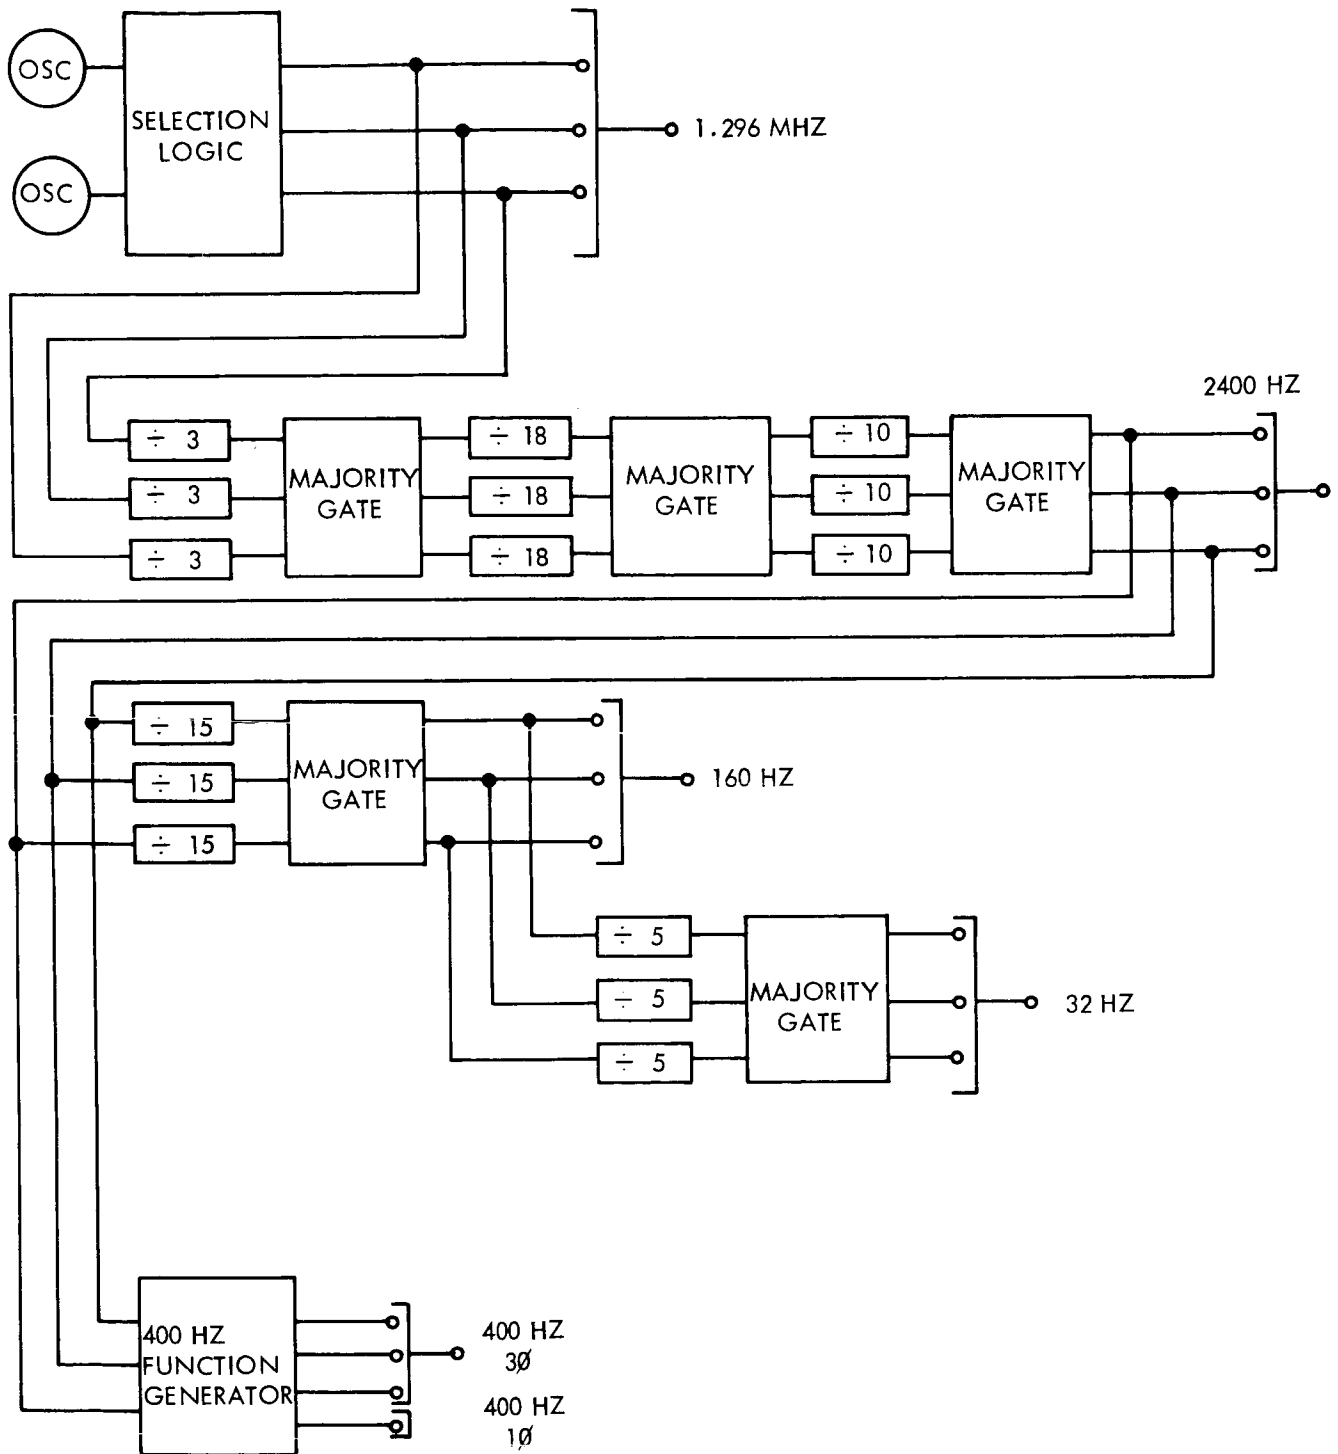 OSC
SELECTION
LOGIC
OSC
1.296 MHZ
2400 HZ
÷ 3
÷ 3
÷ 3
MAJORITY
GATE
÷ 18
÷ 18
÷ 18
MAJORITY
GATE
÷ 10
÷ 10
÷ 10
MAJORITY
GATE
÷ 15
÷ 15
÷ 15
MAJORITY
GATE
160 HZ
÷ 5
÷ 5
÷ 5
MAJORITY
GATE
32 HZ
400 HZ
FUNCTION
GENERATOR
400 HZ
3Ø
400 HZ
1Ø